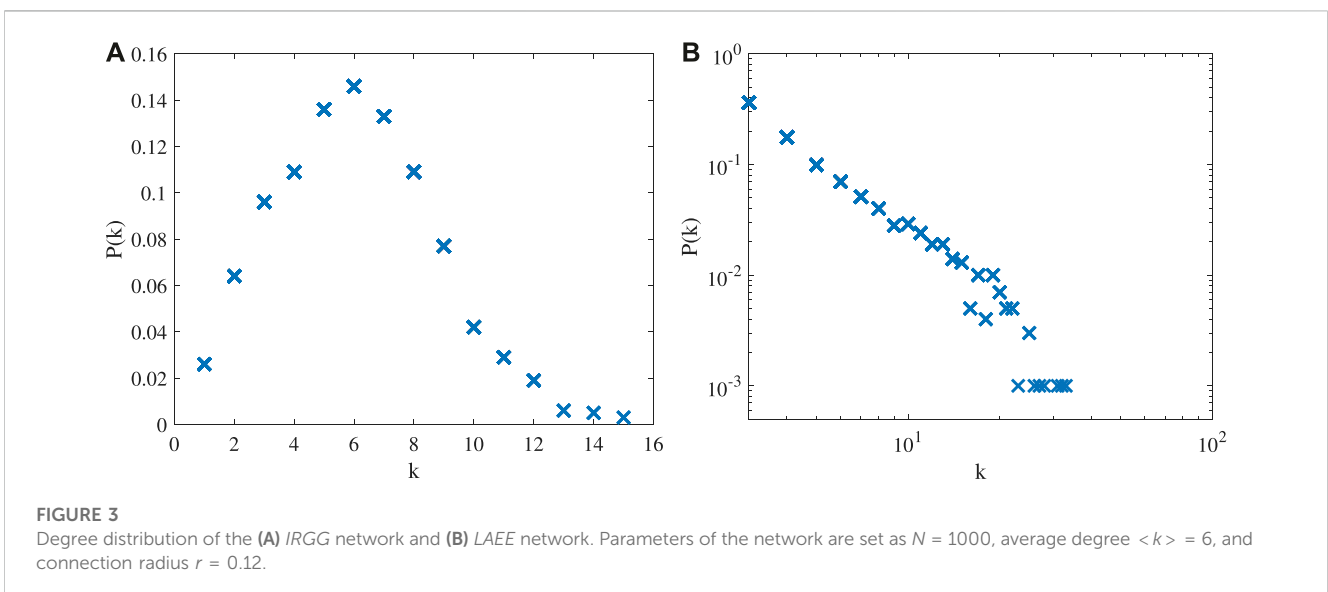 A
0.16
0.14
0.12
0.1
0.08
0.06
0.04
0.02
0
P(k)
0 2 4 6 8 10 12 14 16
k
B
10^0
10^-1
10^-2
10^-3
P(k)
10^1 10^2
k
FIGURE 3
Degree distribution of the (A) IRGG network and (B) LAEE network. Parameters of the network are set as N = 1000, average degree <k> = 6, and
connection radius r = 0.12.